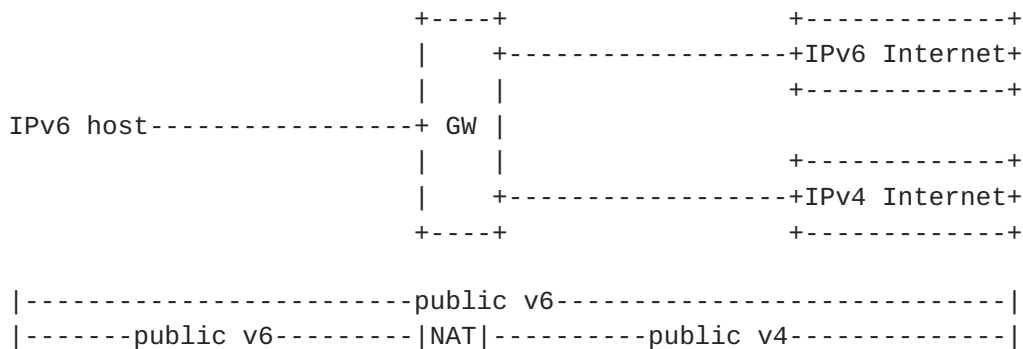 +----+                  +-------------+
                          |    +------------------+IPv6 Internet+
                          |    |                  +-------------+
IPv6 host-----------------+ GW |
                          |    |                  +-------------+
                          |    +------------------+IPv4 Internet+
                          +----+                  +-------------+

|-------------------------public v6-----------------------------|
|-------public v6---------|NAT|----------public v4--------------|